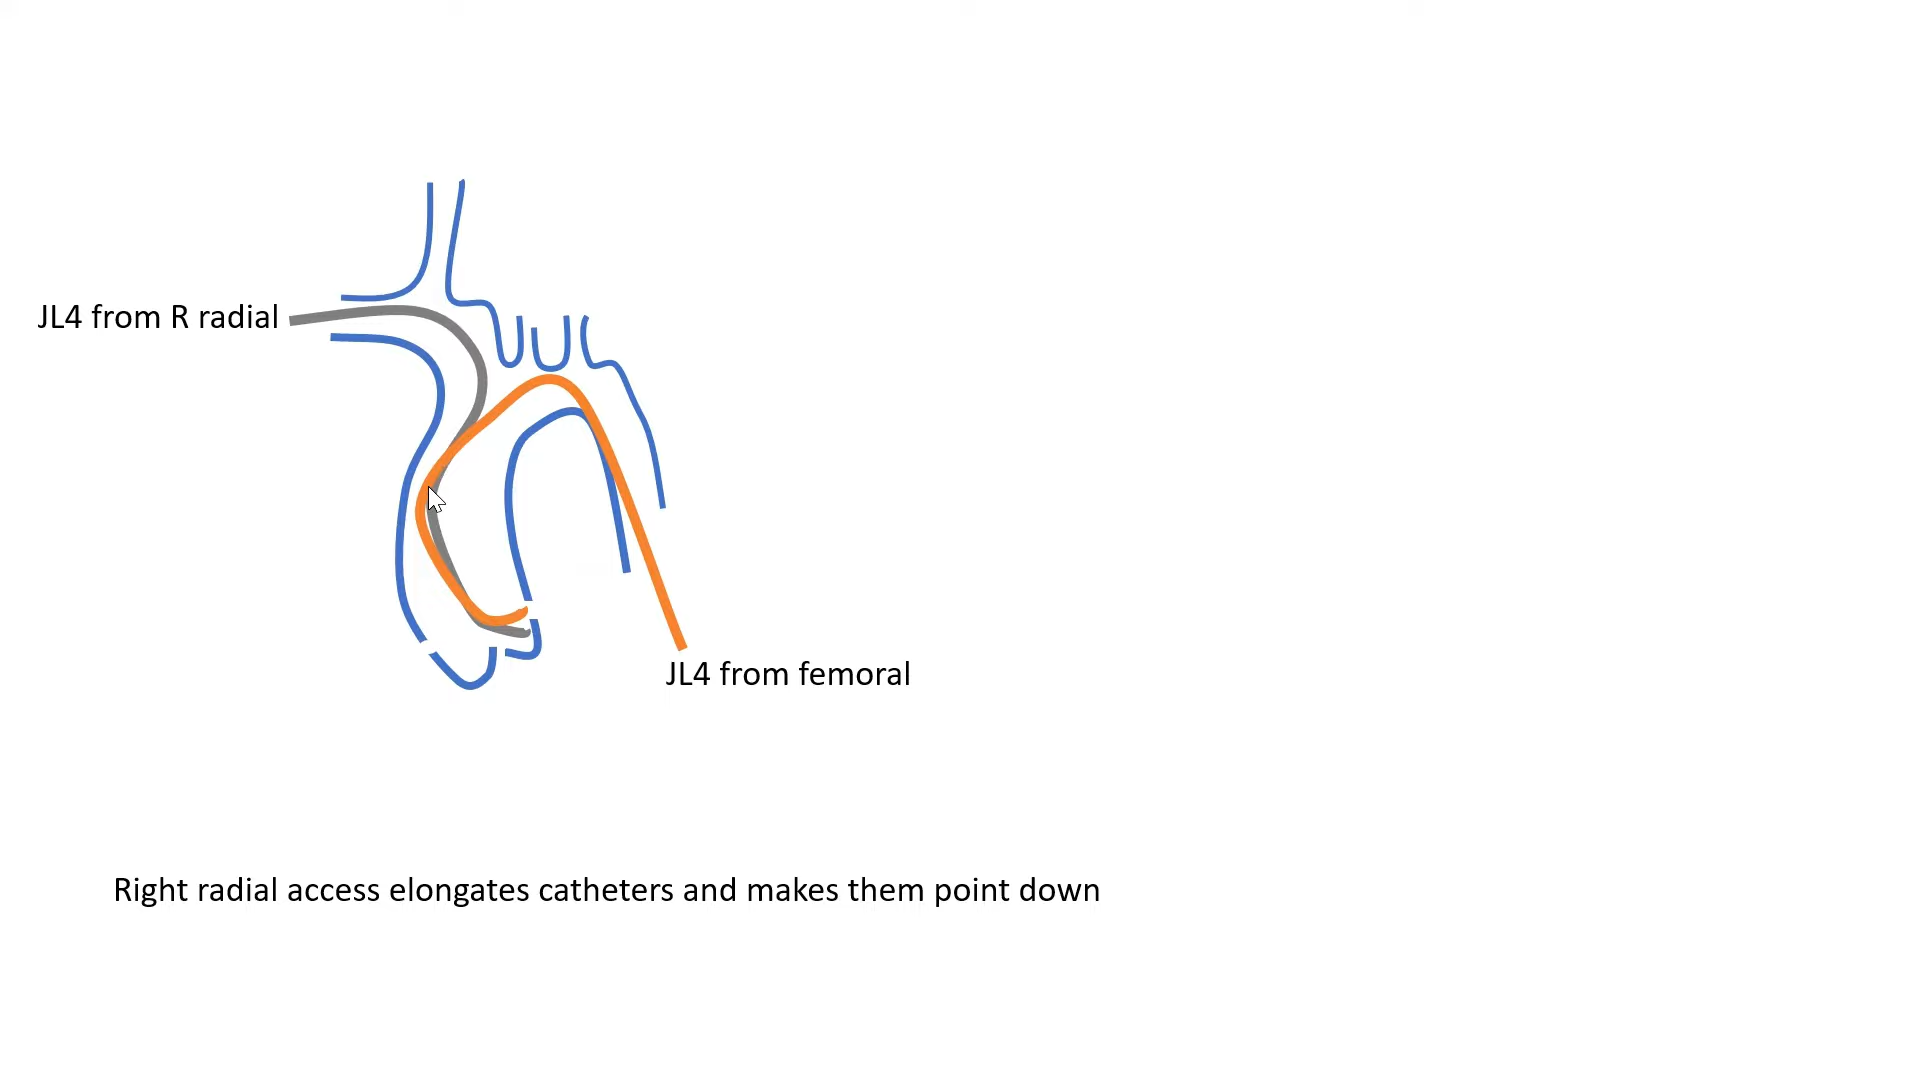 JL4 from R radial
JL4 from femoral
Right radial access elongates catheters and makes them point down